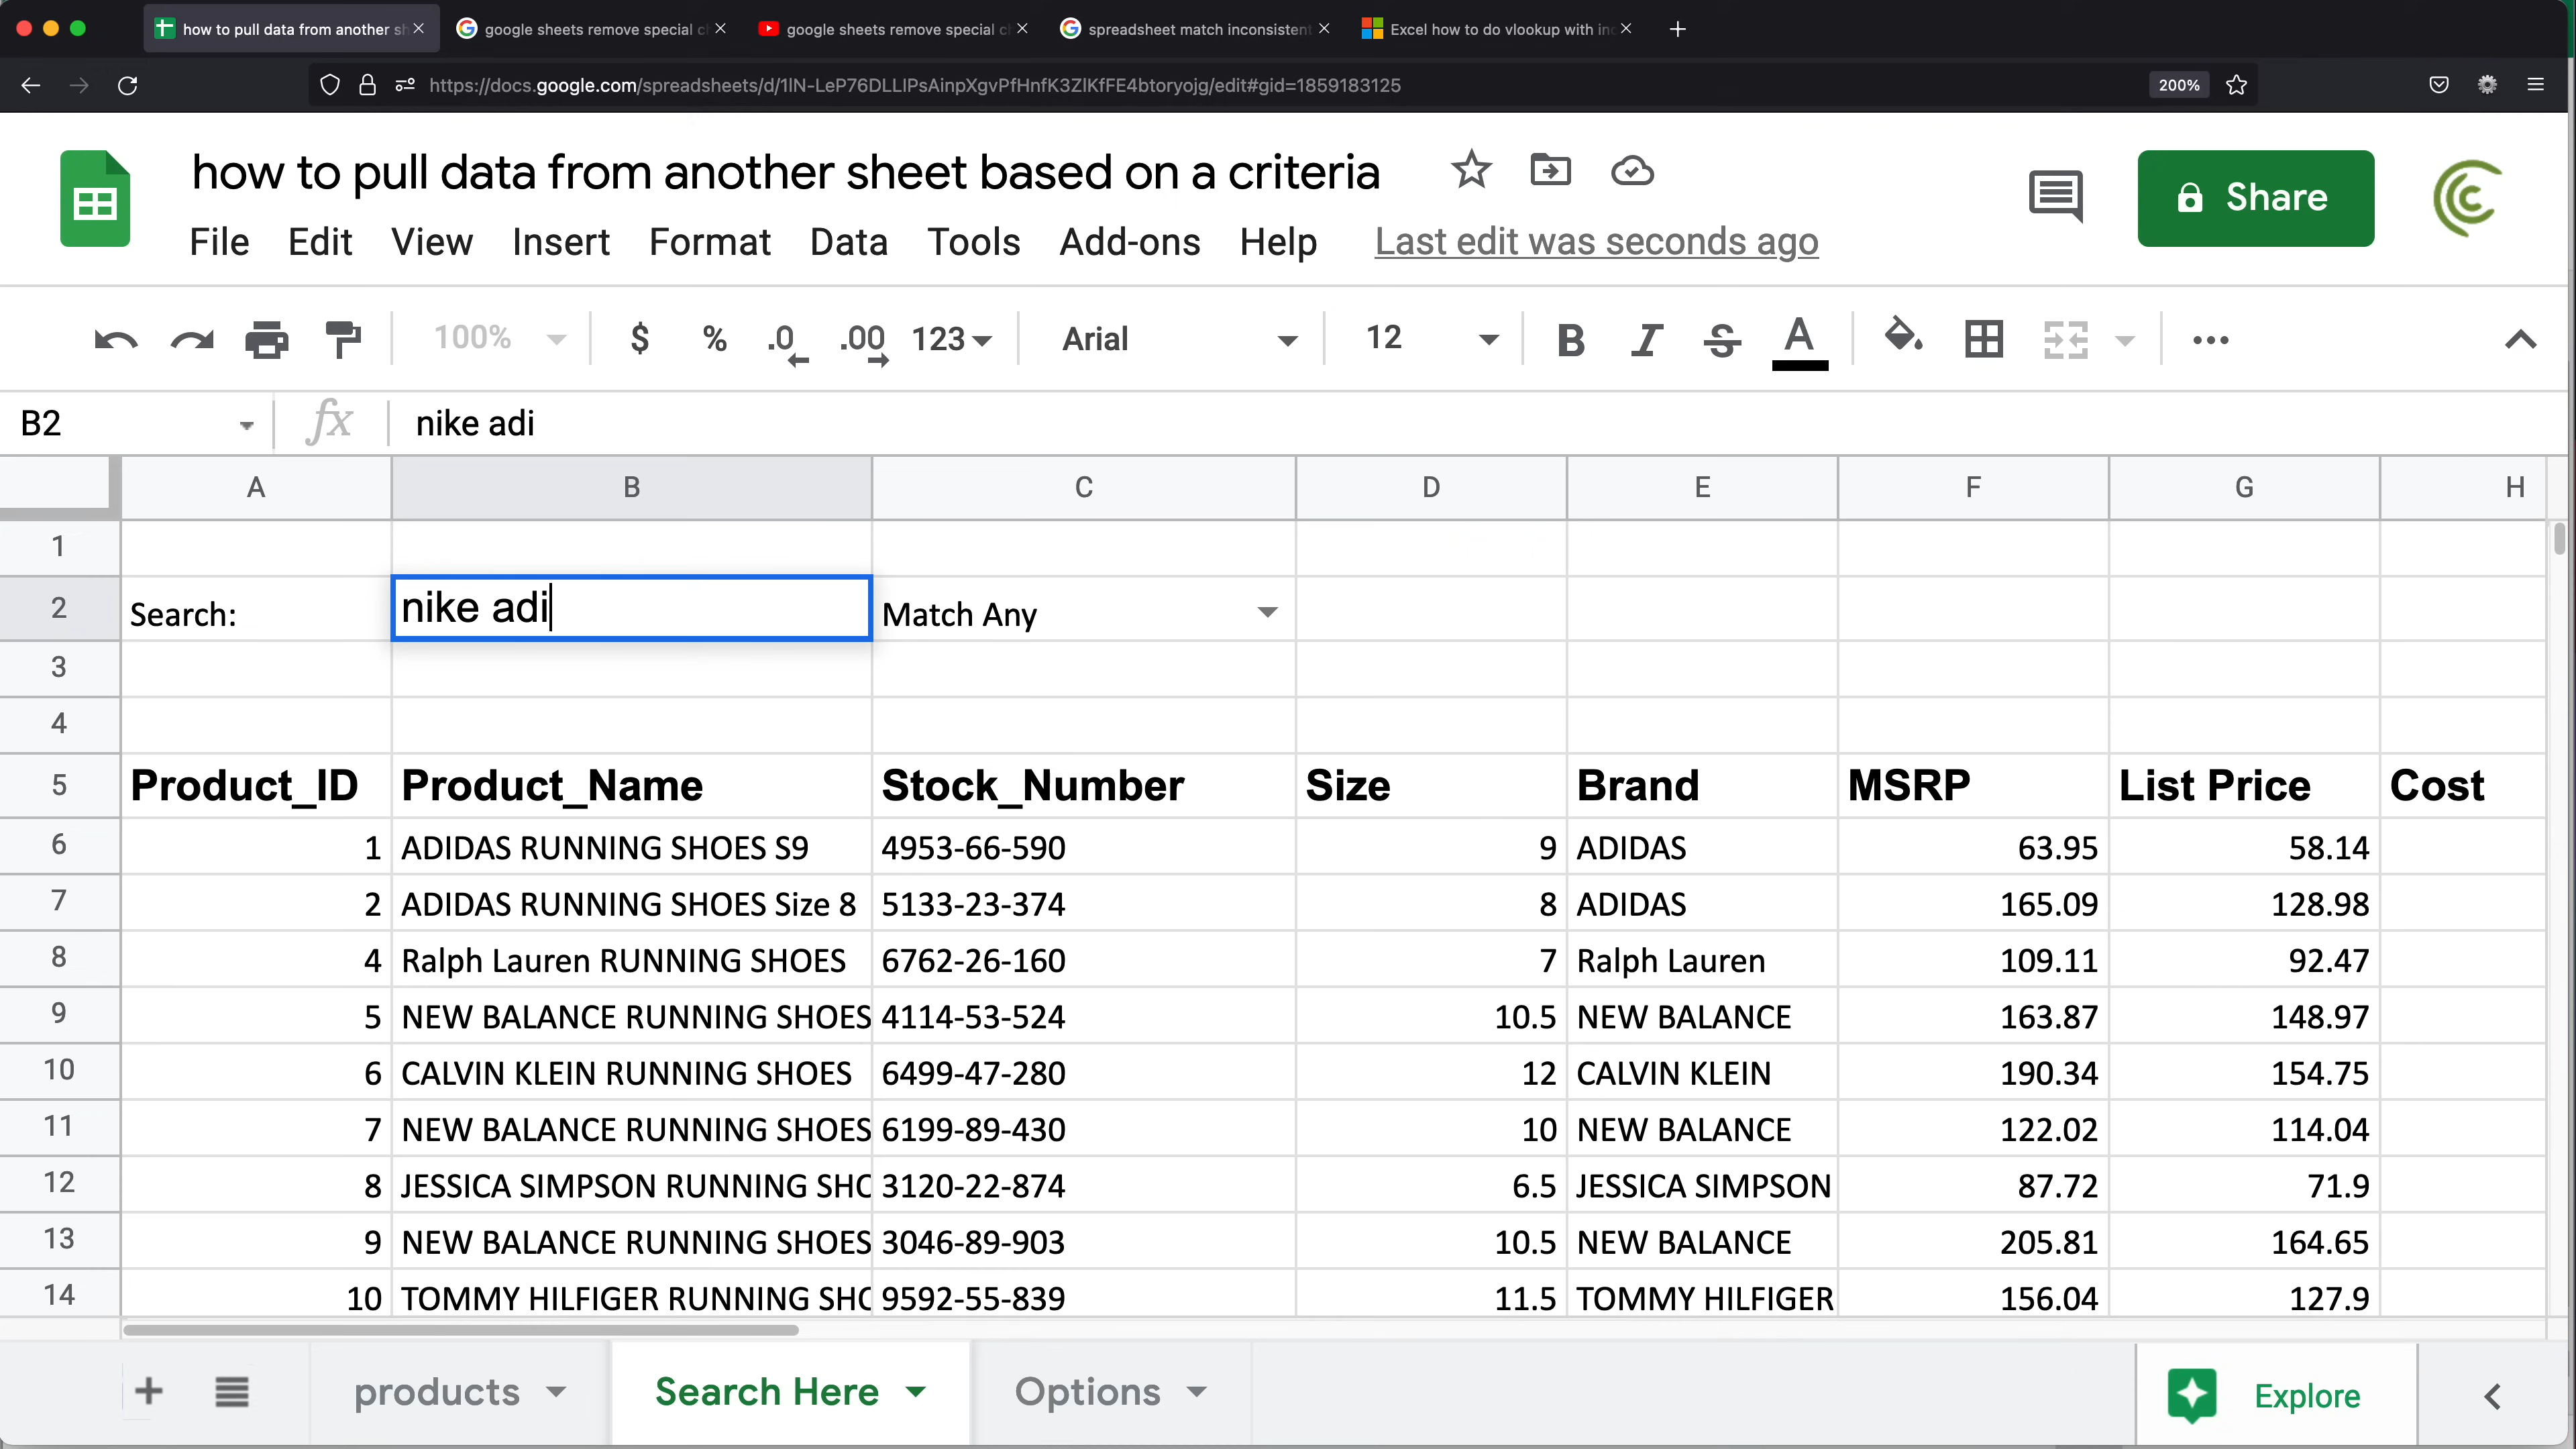 how to pull data from another sh
google sheets remove special c
google sheets remove special c
spreadsheet match inconsistent
Excel how to do vlookup with inc
https://docs.google.com/spreadsheets/d/1lN-LeP76DLLlPsAinpXgvPfHnfK3ZlKfFE4btoryojg/edit#gid=1859183125
200%
how to pull data from another sheet based on a criteria
Share
File Edit View Insert Format Data Tools Add-ons Help Last edit was seconds ago
100% $ % .0 .00 123 Arial 12 B I S A
B2 fx nike adi
A B C D E F G H
1
2 Search: nike adi Match Any
3
4
5 Product_ID Product_Name Stock_Number Size Brand MSRP List Price Cost
6 1 ADIDAS RUNNING SHOES S9 4953-66-590 9 ADIDAS 63.95 58.14
7 2 ADIDAS RUNNING SHOES Size 8 5133-23-374 8 ADIDAS 165.09 128.98
8 4 Ralph Lauren RUNNING SHOES 6762-26-160 7 Ralph Lauren 109.11 92.47
9 5 NEW BALANCE RUNNING SHOES 4114-53-524 10.5 NEW BALANCE 163.87 148.97
10 6 CALVIN KLEIN RUNNING SHOES 6499-47-280 12 CALVIN KLEIN 190.34 154.75
11 7 NEW BALANCE RUNNING SHOES 6199-89-430 10 NEW BALANCE 122.02 114.04
12 8 JESSICA SIMPSON RUNNING SHO 3120-22-874 6.5 JESSICA SIMPSON 87.72 71.9
13 9 NEW BALANCE RUNNING SHOES 3046-89-903 10.5 NEW BALANCE 205.81 164.65
14 10 TOMMY HILFIGER RUNNING SHO 9592-55-839 11.5 TOMMY HILFIGER 156.04 127.9
products Search Here Options Explore